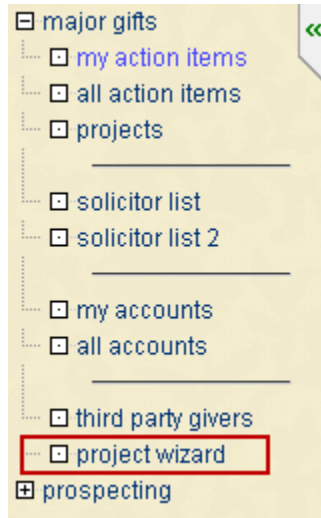 major gifts
my action items
all action items
projects
solicitor list
solicitor list 2
my accounts
all accounts
third party givers
project wizard
prospecting